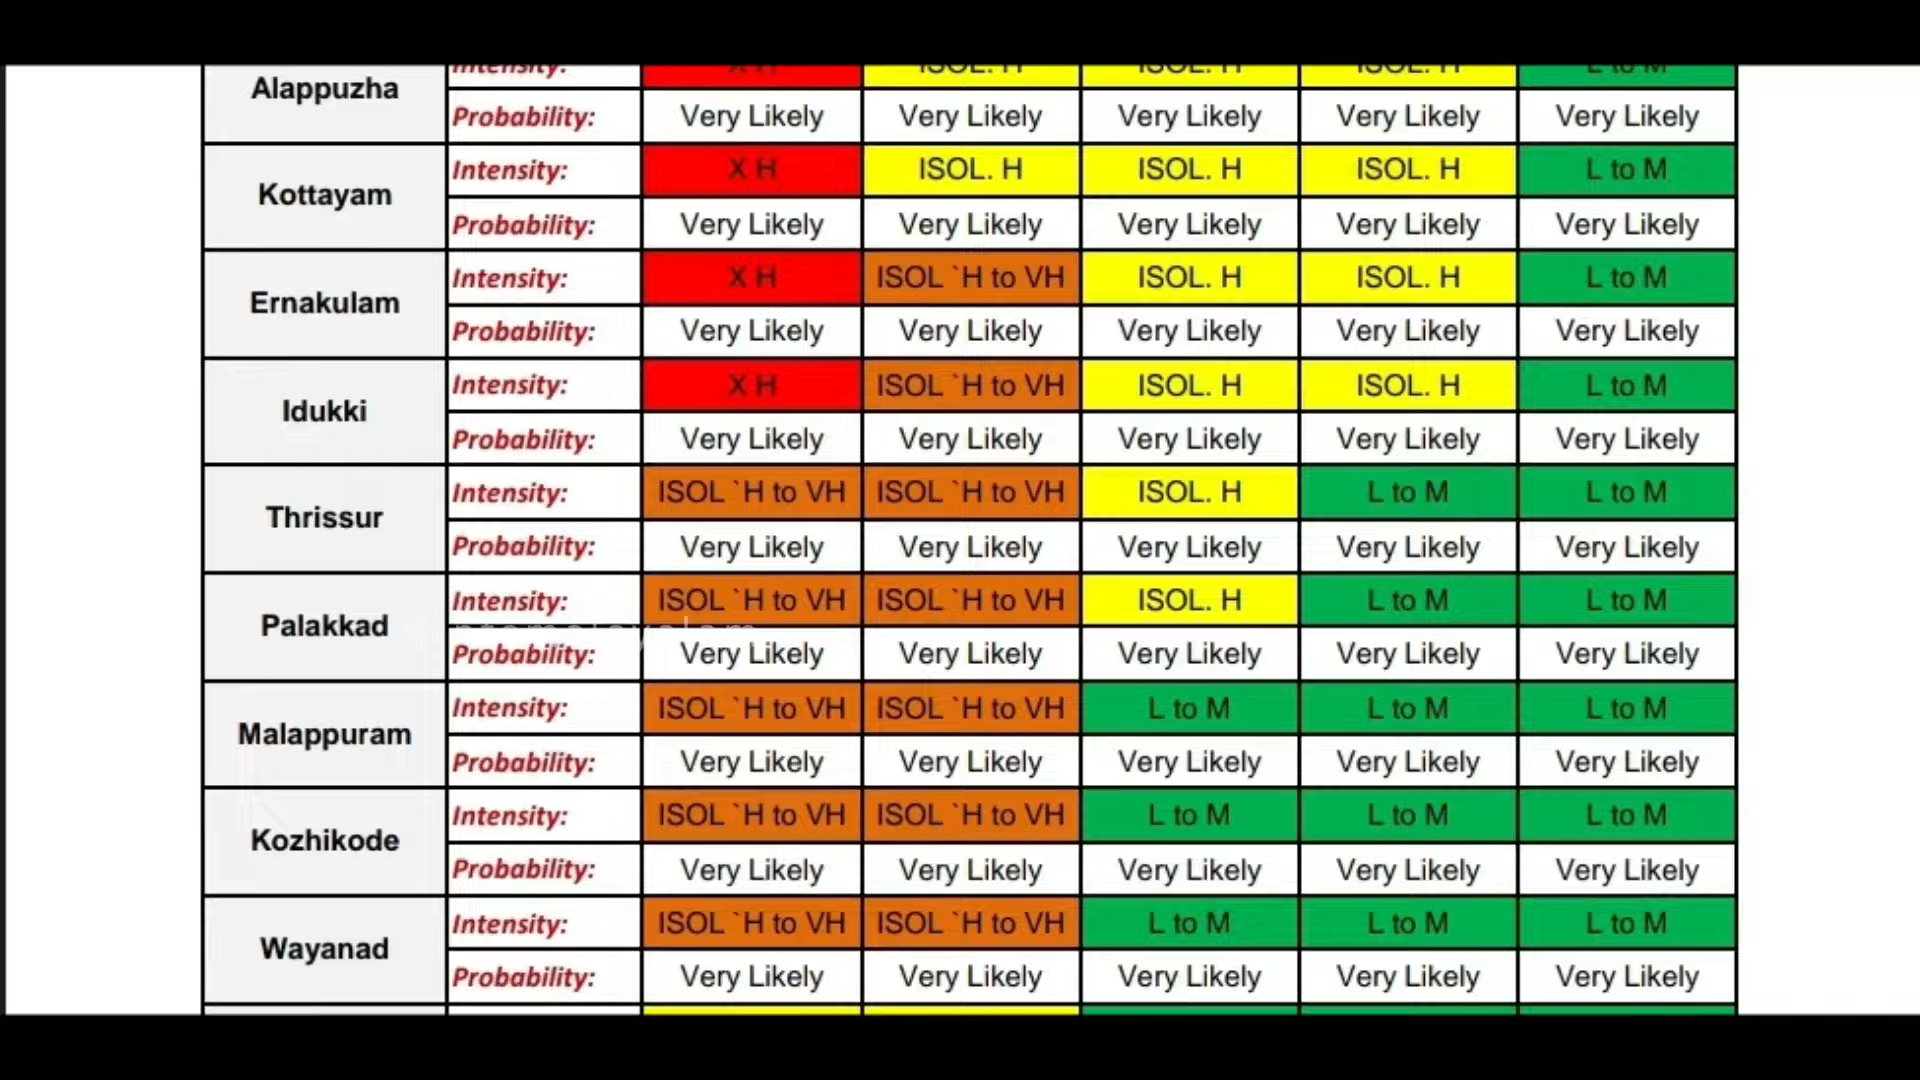 Alappuzha
Intensity: X H ISOL. H ISOL. H ISOL. H L to M
Probability: Very Likely Very Likely Very Likely Very Likely Very Likely
Kottayam
Intensity: X H ISOL. H ISOL. H ISOL. H L to M
Probability: Very Likely Very Likely Very Likely Very Likely Very Likely
Ernakulam
Intensity: X H ISOL `H to VH ISOL. H ISOL. H L to M
Probability: Very Likely Very Likely Very Likely Very Likely Very Likely
Idukki
Intensity: X H ISOL `H to VH ISOL. H ISOL. H L to M
Probability: Very Likely Very Likely Very Likely Very Likely Very Likely
Thrissur
Intensity: ISOL `H to VH ISOL `H to VH ISOL. H L to M L to M
Probability: Very Likely Very Likely Very Likely Very Likely Very Likely
Palakkad
Intensity: ISOL `H to VH ISOL `H to VH ISOL. H L to M L to M
Probability: Very Likely Very Likely Very Likely Very Likely Very Likely
Malappuram
Intensity: ISOL `H to VH ISOL `H to VH L to M L to M L to M
Probability: Very Likely Very Likely Very Likely Very Likely Very Likely
Kozhikode
Intensity: ISOL `H to VH ISOL `H to VH L to M L to M L to M
Probability: Very Likely Very Likely Very Likely Very Likely Very Likely
Wayanad
Intensity: ISOL `H to VH ISOL `H to VH L to M L to M L to M
Probability: Very Likely Very Likely Very Likely Very Likely Very Likely